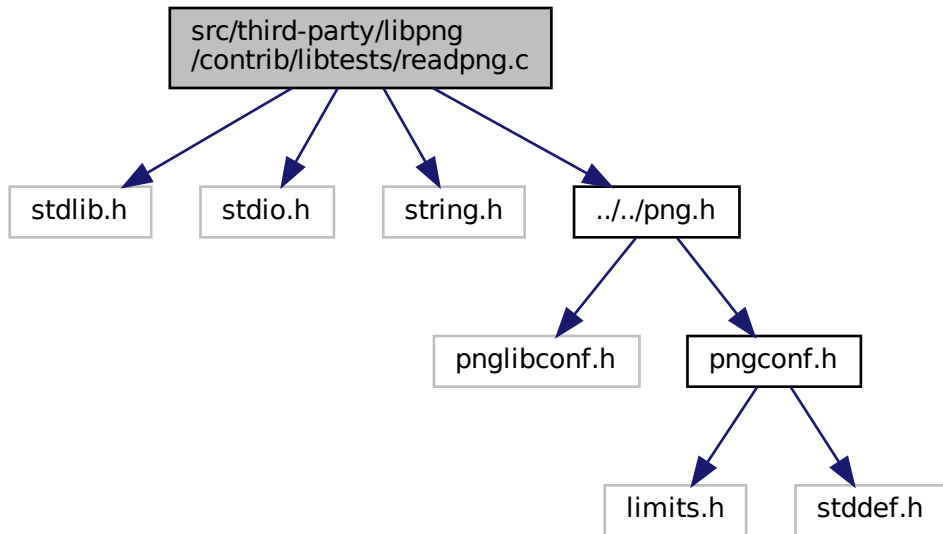 src/third-party/libpng
/contrib/libtests/readpng.c
stdlib.h
stdio.h
string.h
../../png.h
pnglibconf.h
pngconf.h
limits.h
stddef.h